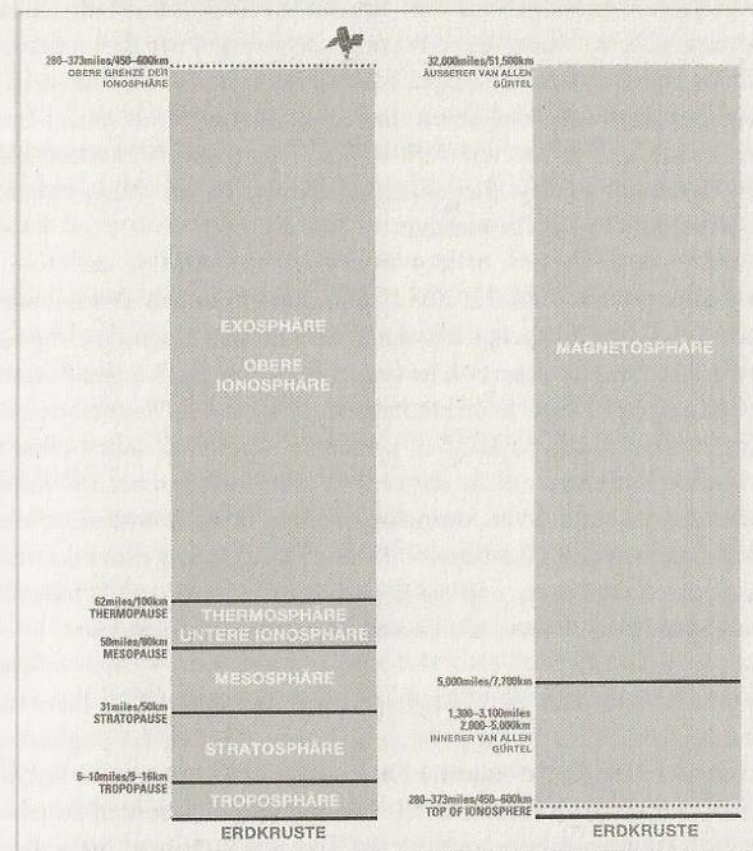 280–373miles/450–600km
OBERE GRENZE DER
IONOSPHÄRE
EXOSPHÄRE
OBERE
IONOSPHÄRE
62miles/100km
THERMOPAUSE
THERMOSPHÄRE
UNTERE IONOSPHÄRE
50miles/80km
MESOPAUSE
MESOSPHÄRE
31miles/50km
STRATOPAUSE
STRATOSPHÄRE
6–10miles/9–16km
TROPOPAUSE
TROPOSPHÄRE
ERDKRUSTE
32,000miles/51,500km
ÄUSSERER VAN ALLEN
GÜRTEL
MAGNETOSPHÄRE
5,000miles/7,700km
1,300–3,100miles
2,000–5,000km
INNERER VAN ALLEN
GÜRTEL
280–373miles/450–600km
TOP OF IONOSPHERE
ERDKRUSTE